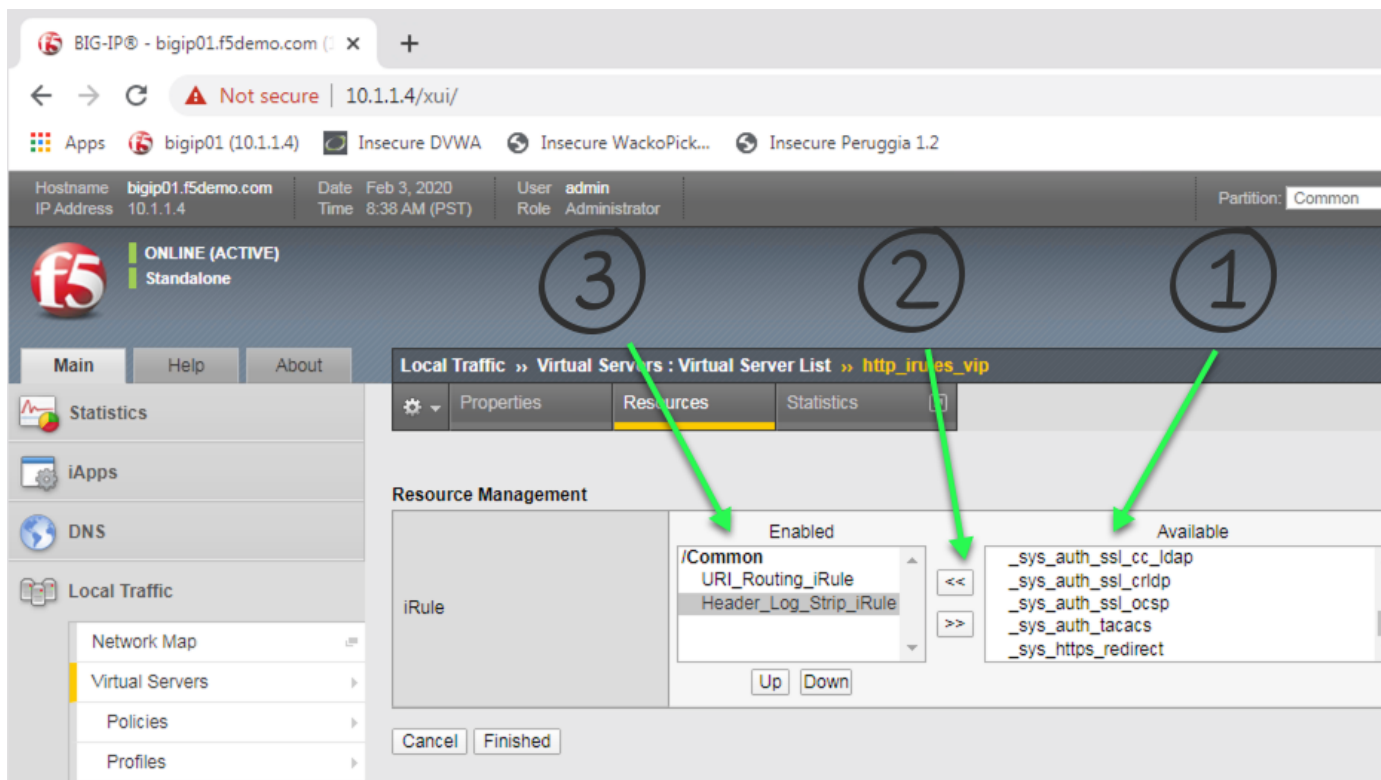 BIG-IP® - bigip01.f5demo.com (
Not secure | 10.1.1.4/xui/
Apps bigip01 (10.1.1.4) Insecure DVWA Insecure WackoPick... Insecure Peruggia 1.2
Hostname bigip01.f5demo.com Date Feb 3, 2020 User admin
IP Address 10.1.1.4 Time 8:38 AM (PST) Role Administrator
Partition: Common
f5
ONLINE (ACTIVE)
Standalone
3 2 1
Main Help About
Local Traffic ›› Virtual Servers : Virtual Server List ›› http_irules_vip
Properties Resources Statistics
Statistics
iApps
DNS
Local Traffic
Network Map
Virtual Servers
Policies
Profiles
Resource Management
iRule
Enabled
/Common
URI_Routing_iRule
Header_Log_Strip_iRule
<<
>>
Up Down
Available
_sys_auth_ssl_cc_ldap
_sys_auth_ssl_crldp
_sys_auth_ssl_ocsp
_sys_auth_tacacs
_sys_https_redirect
Cancel Finished